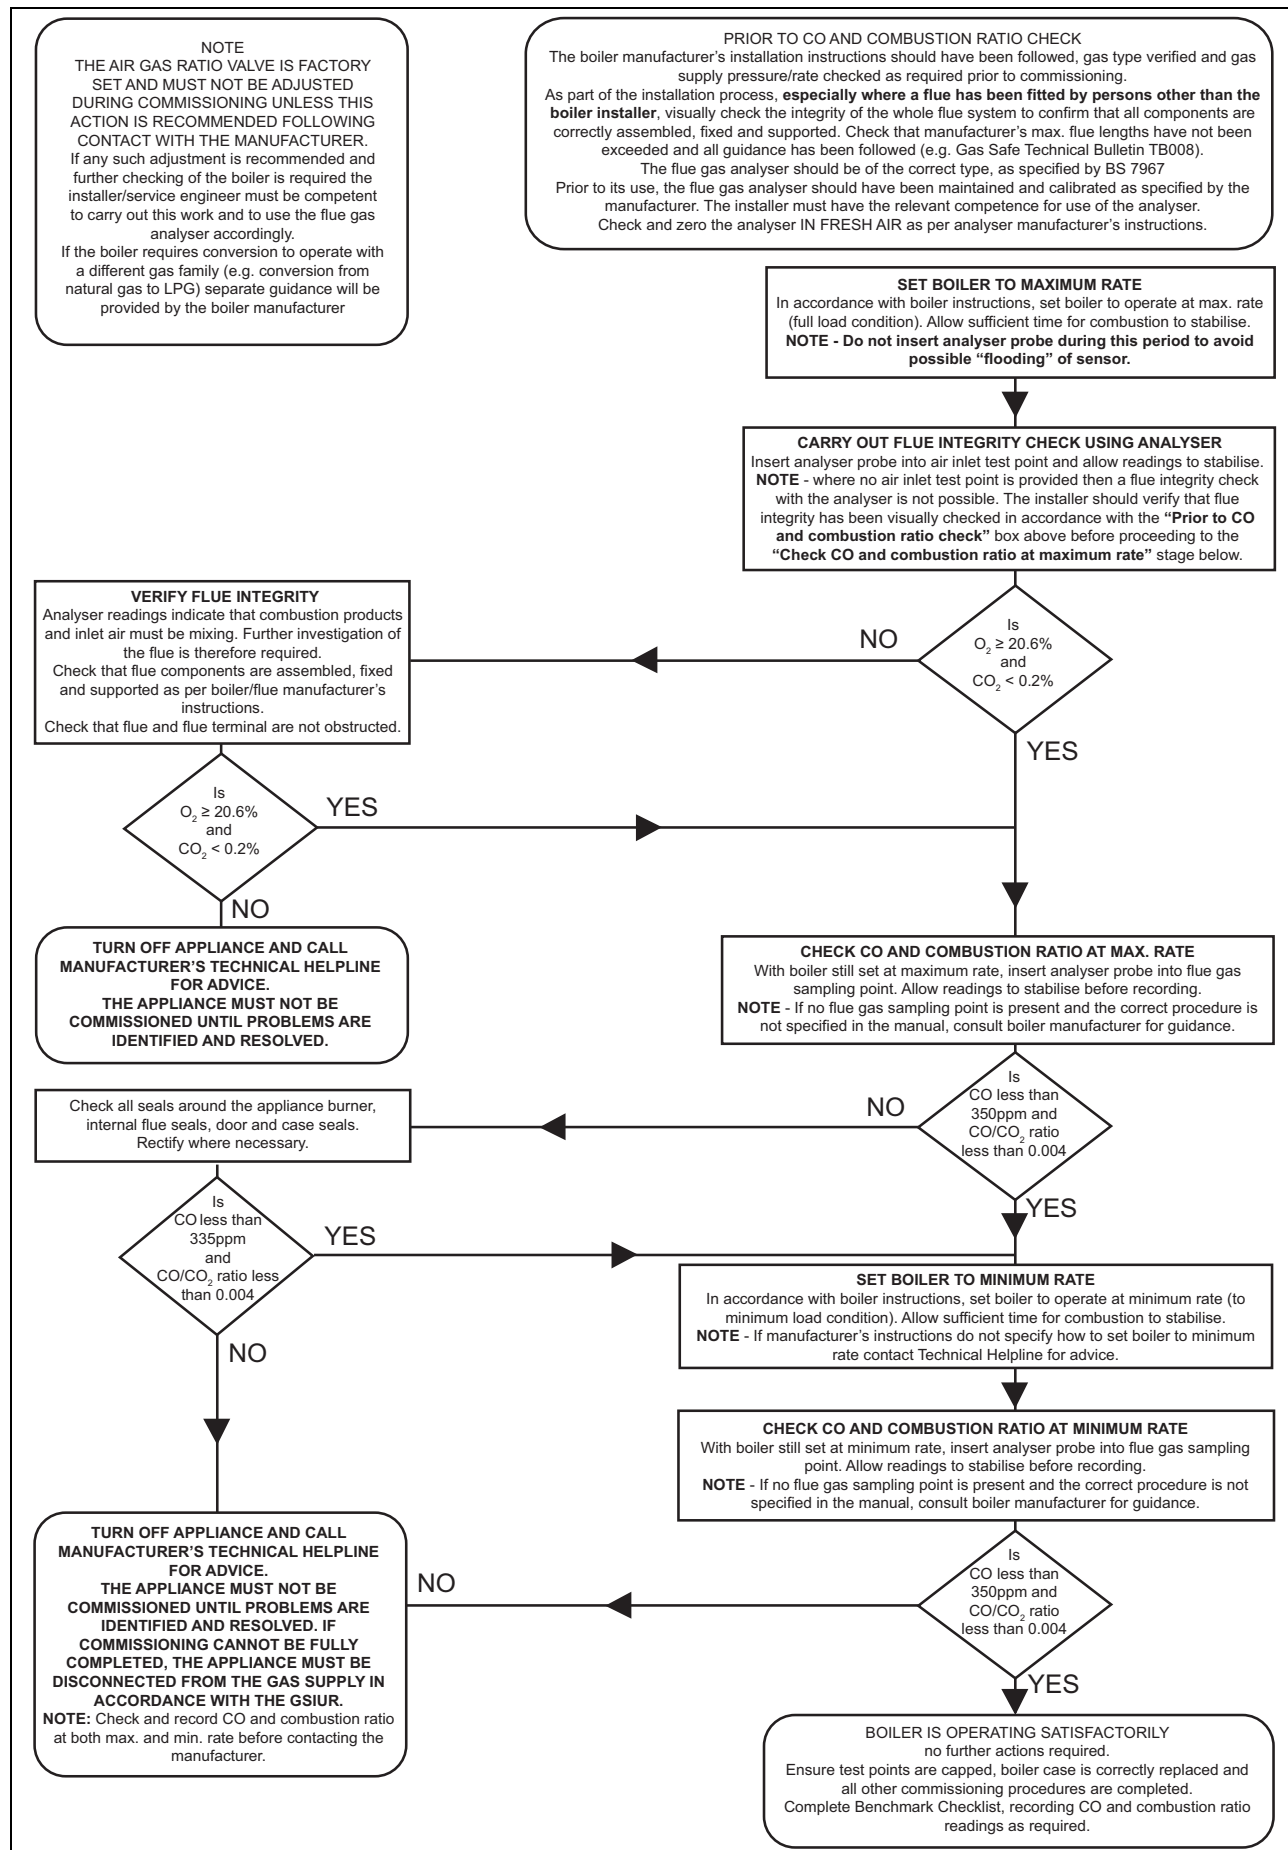 NOTE
THE AIR GAS RATIO VALVE IS FACTORY
SET AND MUST NOT BE ADJUSTED
DURING COMMISSIONING UNLESS THIS
ACTION IS RECOMMENDED FOLLOWING
CONTACT WITH THE MANUFACTURER.
If any such adjustment is recommended and
further checking of the boiler is required the
installer/service engineer must be competent
to carry out this work and to use the flue gas
analyser accordingly.
If the boiler requires conversion to operate with
a different gas family (e.g. conversion from
natural gas to LPG) separate guidance will be
provided by the boiler manufacturer
PRIOR TO CO AND COMBUSTION RATIO CHECK
The boiler manufacturer's installation instructions should have been followed, gas type verified and gas
supply pressure/rate checked as required prior to commissioning.
As part of the installation process, especially where a flue has been fitted by persons other than the
boiler installer, visually check the integrity of the whole flue system to confirm that all components are
correctly assembled, fixed and supported. Check that manufacturer's max. flue lengths have not been
exceeded and all guidance has been followed (e.g. Gas Safe Technical Bulletin TB008).
The flue gas analyser should be of the correct type, as specified by BS 7967
Prior to its use, the flue gas analyser should have been maintained and calibrated as specified by the
manufacturer. The installer must have the relevant competence for use of the analyser.
Check and zero the analyser IN FRESH AIR as per analyser manufacturer's instructions.
SET BOILER TO MAXIMUM RATE
In accordance with boiler instructions, set boiler to operate at max. rate
(full load condition). Allow sufficient time for combustion to stabilise.
NOTE - Do not insert analyser probe during this period to avoid
possible “flooding” of sensor.
CARRY OUT FLUE INTEGRITY CHECK USING ANALYSER
Insert analyser probe into air inlet test point and allow readings to stabilise.
NOTE - where no air inlet test point is provided then a flue integrity check
with the analyser is not possible. The installer should verify that flue
integrity has been visually checked in accordance with the “Prior to CO
and combustion ratio check” box above before proceeding to the
“Check CO and combustion ratio at maximum rate” stage below.
Is
O₂ ≥ 20.6%
and
CO₂ < 0.2%
NO
YES
VERIFY FLUE INTEGRITY
Analyser readings indicate that combustion products
and inlet air must be mixing. Further investigation of
the flue is therefore required.
Check that flue components are assembled, fixed
and supported as per boiler/flue manufacturer's
instructions.
Check that flue and flue terminal are not obstructed.
Is
O₂ ≥ 20.6%
and
CO₂ < 0.2%
YES
NO
TURN OFF APPLIANCE AND CALL
MANUFACTURER'S TECHNICAL HELPLINE
FOR ADVICE.
THE APPLIANCE MUST NOT BE
COMMISSIONED UNTIL PROBLEMS ARE
IDENTIFIED AND RESOLVED.
CHECK CO AND COMBUSTION RATIO AT MAX. RATE
With boiler still set at maximum rate, insert analyser probe into flue gas
sampling point. Allow readings to stabilise before recording.
NOTE - If no flue gas sampling point is present and the correct procedure is
not specified in the manual, consult boiler manufacturer for guidance.
Is
CO less than
350ppm and
CO/CO₂ ratio
less than 0.004
NO
YES
Check all seals around the appliance burner,
internal flue seals, door and case seals.
Rectify where necessary.
Is
CO less than
335ppm
and
CO/CO₂ ratio less
than 0.004
YES
NO
SET BOILER TO MINIMUM RATE
In accordance with boiler instructions, set boiler to operate at minimum rate (to
minimum load condition). Allow sufficient time for combustion to stabilise.
NOTE - If manufacturer's instructions do not specify how to set boiler to minimum
rate contact Technical Helpline for advice.
CHECK CO AND COMBUSTION RATIO AT MINIMUM RATE
With boiler still set at minimum rate, insert analyser probe into flue gas sampling
point. Allow readings to stabilise before recording.
NOTE - If no flue gas sampling point is present and the correct procedure is not
specified in the manual, consult boiler manufacturer for guidance.
Is
CO less than
350ppm and
CO/CO₂ ratio
less than 0.004
NO
YES
TURN OFF APPLIANCE AND CALL
MANUFACTURER'S TECHNICAL HELPLINE
FOR ADVICE.
THE APPLIANCE MUST NOT BE
COMMISSIONED UNTIL PROBLEMS ARE
IDENTIFIED AND RESOLVED. IF
COMMISSIONING CANNOT BE FULLY
COMPLETED, THE APPLIANCE MUST BE
DISCONNECTED FROM THE GAS SUPPLY IN
ACCORDANCE WITH THE GSIUR.
NOTE: Check and record CO and combustion ratio
at both max. and min. rate before contacting the
manufacturer.
BOILER IS OPERATING SATISFACTORILY
no further actions required.
Ensure test points are capped, boiler case is correctly replaced and
all other commissioning procedures are completed.
Complete Benchmark Checklist, recording CO and combustion ratio
readings as required.